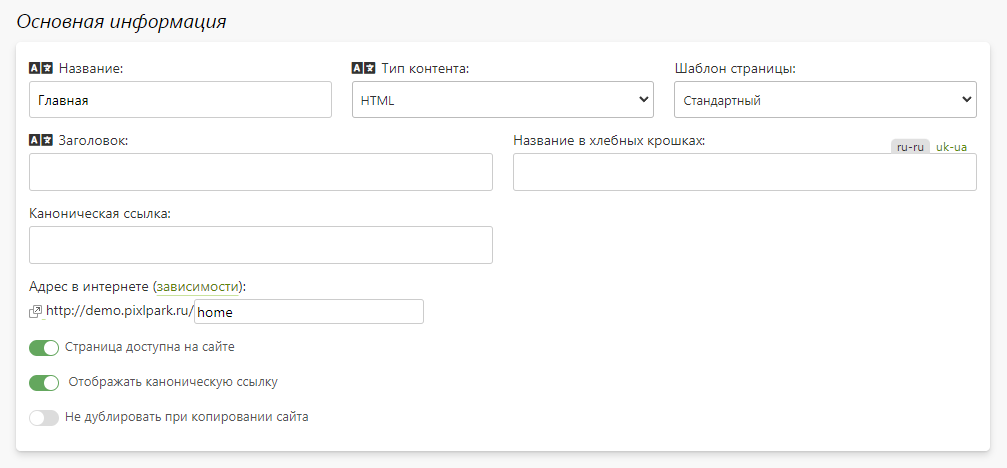 Основная информация
Название: Тип контента: Шаблон страницы:
Главная HTML Стандартный
Заголовок: Название в хлебных крошках: ru-ru uk-ua
Каноническая ссылка:
Адрес в интернете (зависимости):
http://demo.pixlpark.ru/home
Страница доступна на сайте
Отображать каноническую ссылку
Не дублировать при копировании сайта